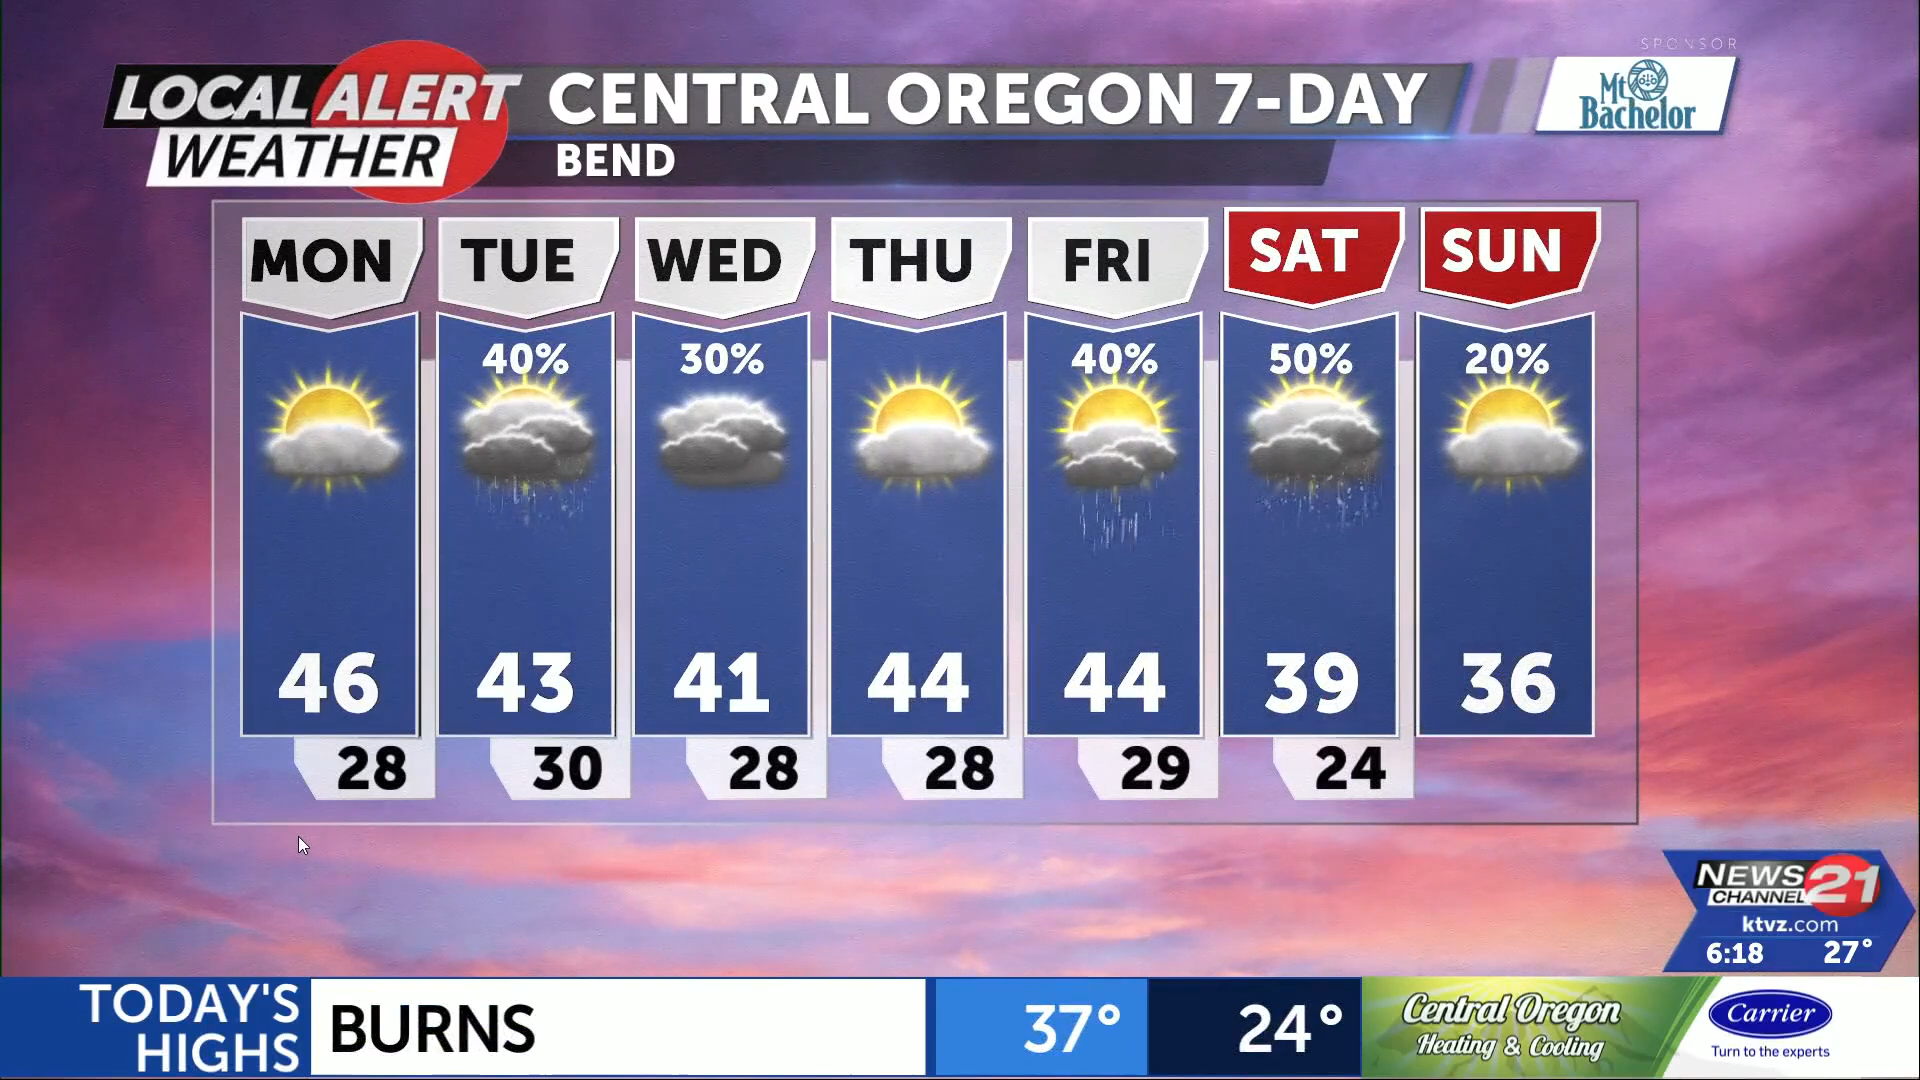 SPONSOR
LOCAL ALERT
WEATHER
CENTRAL OREGON 7-DAY
BEND
Mt
Bachelor
MON TUE WED THU FRI SAT SUN
40% 30% 40% 50% 20%
46 43 41 44 44 39 36
28 30 28 28 29 24
NEWS
CHANNEL 21
ktvz.com
6:18 27°
TODAY'S
HIGHS
BURNS 37° 24°
Central Oregon
Heating & Cooling
Carrier
Turn to the experts